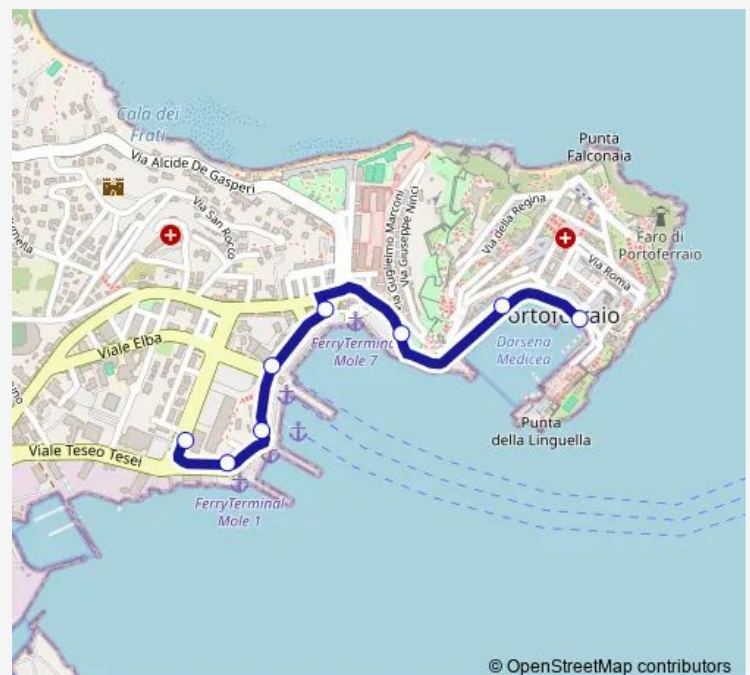 Cala dei
Frati
Via Alcide De Gasperi
Via San Rocco
Via Guglielmo Marconi
Via Giuseppe Ninci
Via della Regina
Punta
Falconaia
Faro di
Portoferraio
Via Roma
Viale Elba
Viale Teseo Tesei
FerryTermina
Mole 7
ortoferraio
Darsena
Medicea
Punta
della Linguella
FerryTerminal
Mole 1
© OpenStreetMap contributors